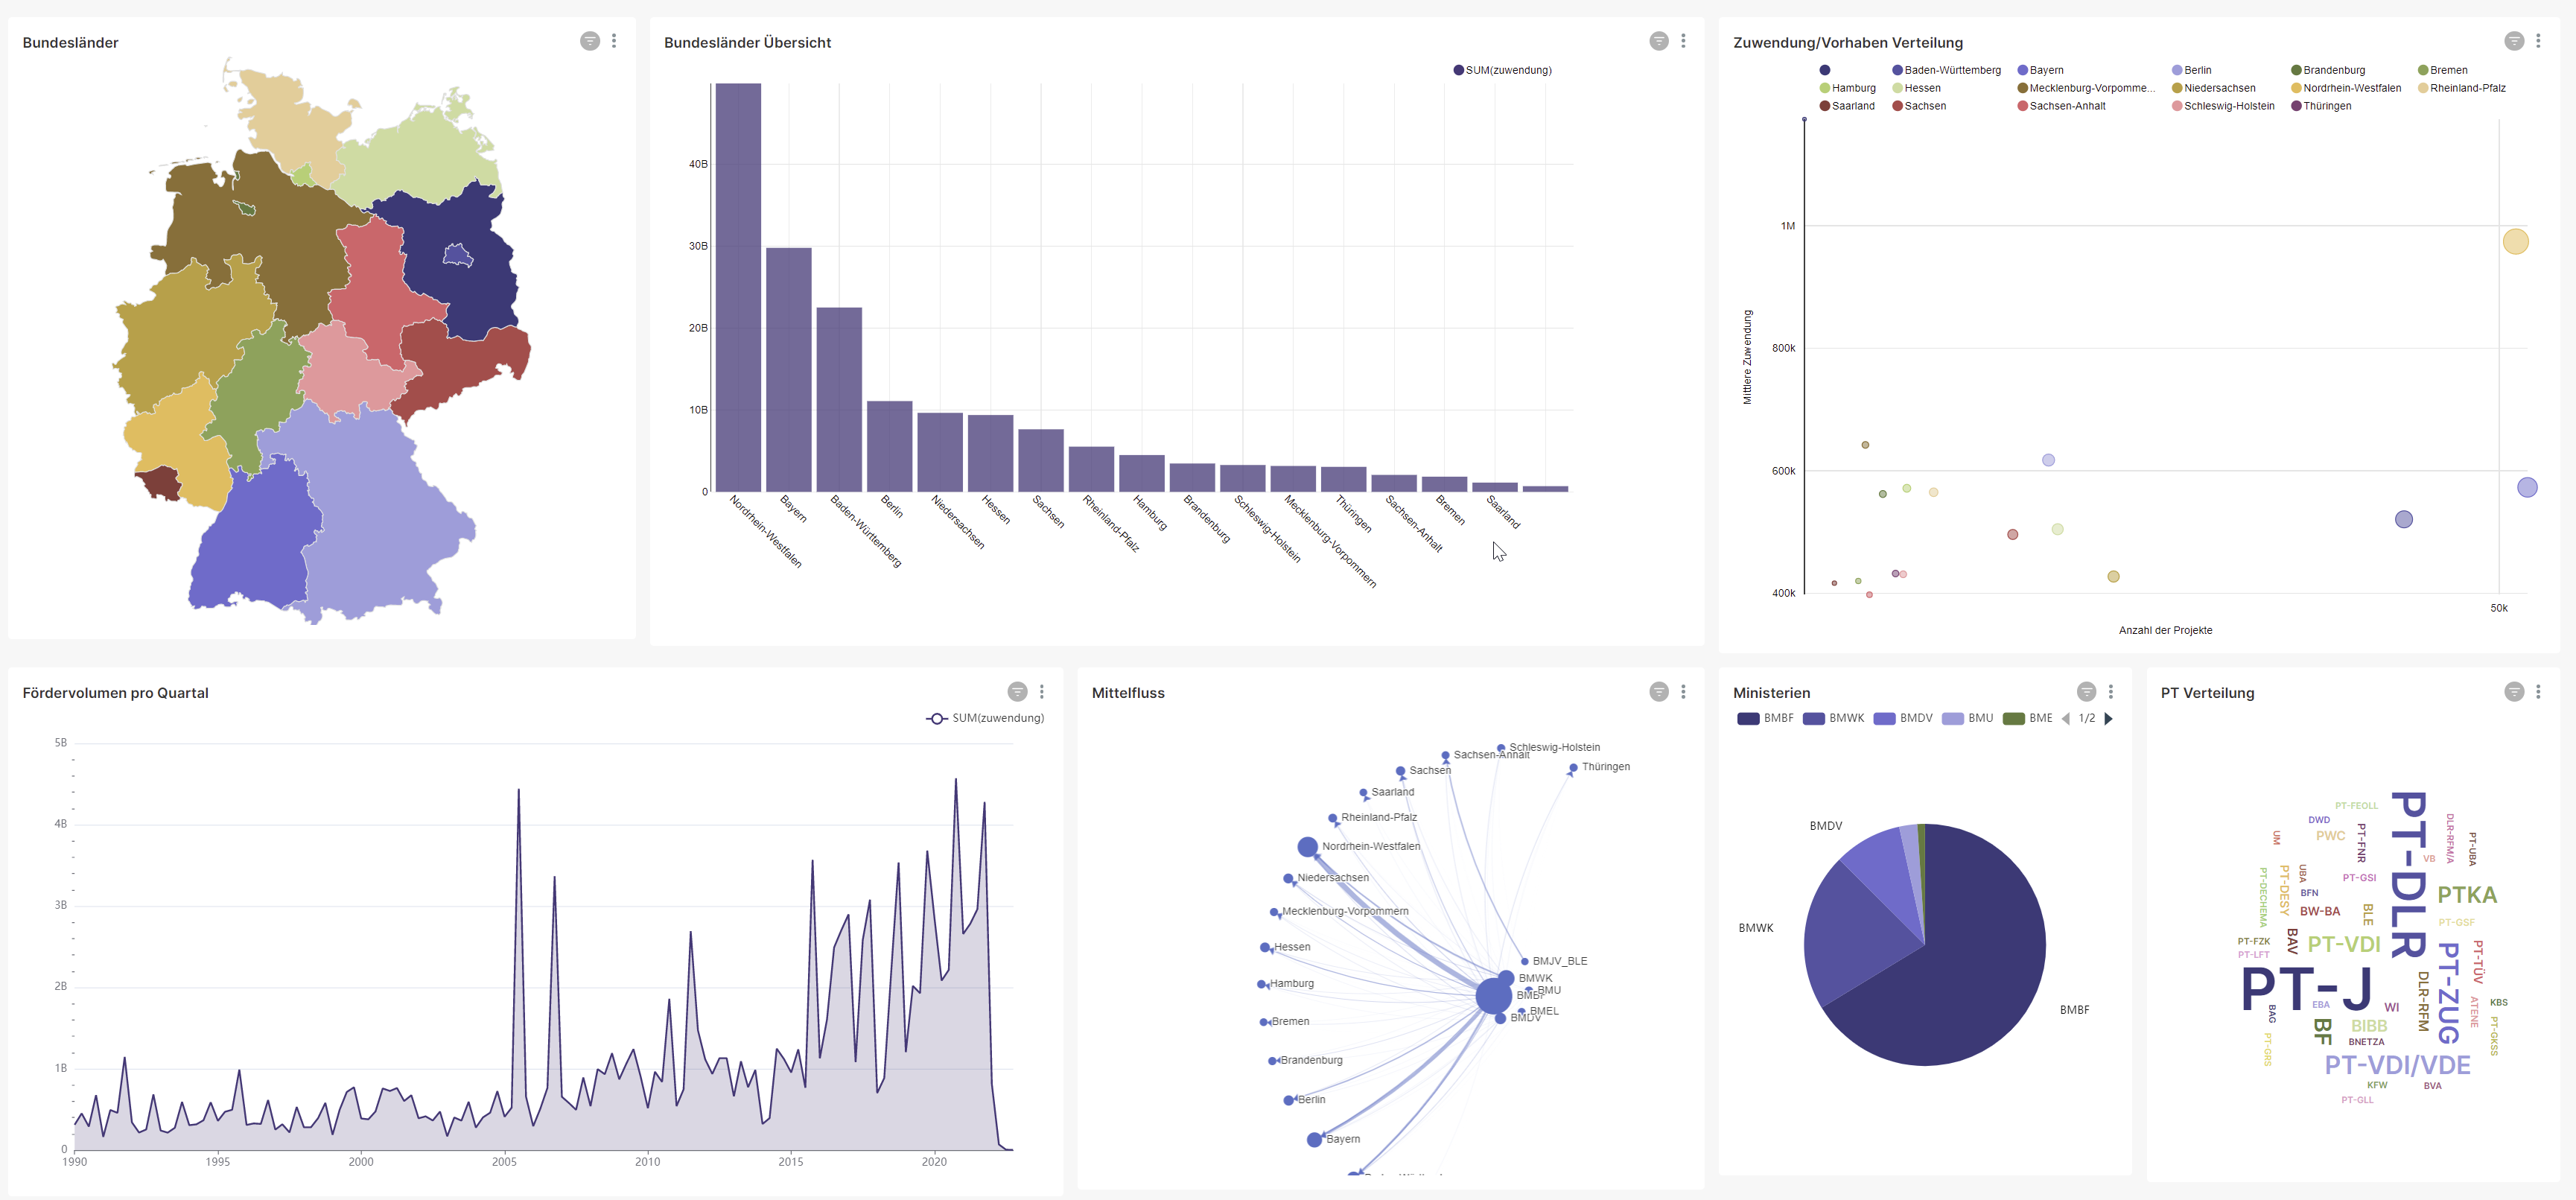 Bundesländer
Bundesländer Übersicht
SUM(zuwendung)
40B
30B
20B
10B
0
Nordrhein-Westfalen
Bayern
Baden-Württemberg
Berlin
Niedersachsen
Hessen
Sachsen
Rheinland-Pfalz
Hamburg
Brandenburg
Schleswig-Holstein
Mecklenburg-Vorpommern
Thüringen
Sachsen-Anhalt
Bremen
Saarland
Zuwendung/Vorhaben Verteilung
Baden-Württemberg Bayern Berlin Brandenburg Bremen
Hamburg Hessen Mecklenburg-Vorpomme... Niedersachsen Nordrhein-Westfalen Rheinland-Pfalz
Saarland Sachsen Sachsen-Anhalt Schleswig-Holstein Thüringen
1M
800k
600k
400k
Mittlere Zuwendung
50k
Anzahl der Projekte
Fördervolumen pro Quartal
SUM(zuwendung)
5B
4B
3B
2B
1B
0
1990 1995 2000 2005 2010 2015 2020
Mittelfluss
Schleswig-Holstein
Sachsen-Anhalt
Thüringen
Sachsen
Saarland
Rheinland-Pfalz
Nordrhein-Westfalen
Niedersachsen
Mecklenburg-Vorpommern
Hessen
Hamburg
Bremen
Brandenburg
Berlin
Bayern
BMJV_BLE
BMWK
BMU
BMBF
BMEL
BMDV
Ministerien
BMBF BMWK BMDV BMU BME 1/2
BMDV
BMWK
BMBF
PT Verteilung
PT-FEOLL
DWD
PWC
UM
PT-FNR
PT-DLR
DLR-RFM/A
PT-UBA
VB
PT-DECHEMA
PT-DESY
UBA
PT-GSI
BFN
PTKA
BW-BA
BLE
PT-GSF
PT-FZK
BAV
PT-VDI
PT-LFT
PT-ZUG
PT-TÜV
PT-J
DLR-RFM
WI
EBA
BAG
ATENE
KBS
BF
BIBB
PT-GKSS
BNETZA
PT-GRS
PT-VDI/VDE
KFW
BVA
PT-GLL